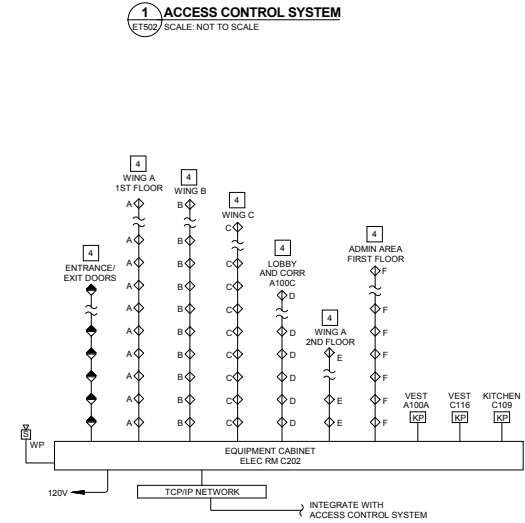 1 ACCESS CONTROL SYSTEM
ET502 SCALE: NOT TO SCALE
4
WING A
1ST FLOOR
4
WING B
4
WING C
4
ENTRANCE/
EXIT DOORS
4
LOBBY
AND CORR
A100C
4
WING A
2ND FLOOR
4
ADMIN AREA
FIRST FLOOR
A
A
A
A
A
A
B
B
B
B
B
B
C
C
C
C
C
C
D
D
D
D
E
E
E
F
F
F
F
F
VEST
A100A
KP
VEST
C116
KP
KITCHEN
C109
KP
S
WP
EQUIPMENT CABINET
ELEC RM C202
120V
TCP/IP NETWORK
INTEGRATE WITH
ACCESS CONTROL SYSTEM